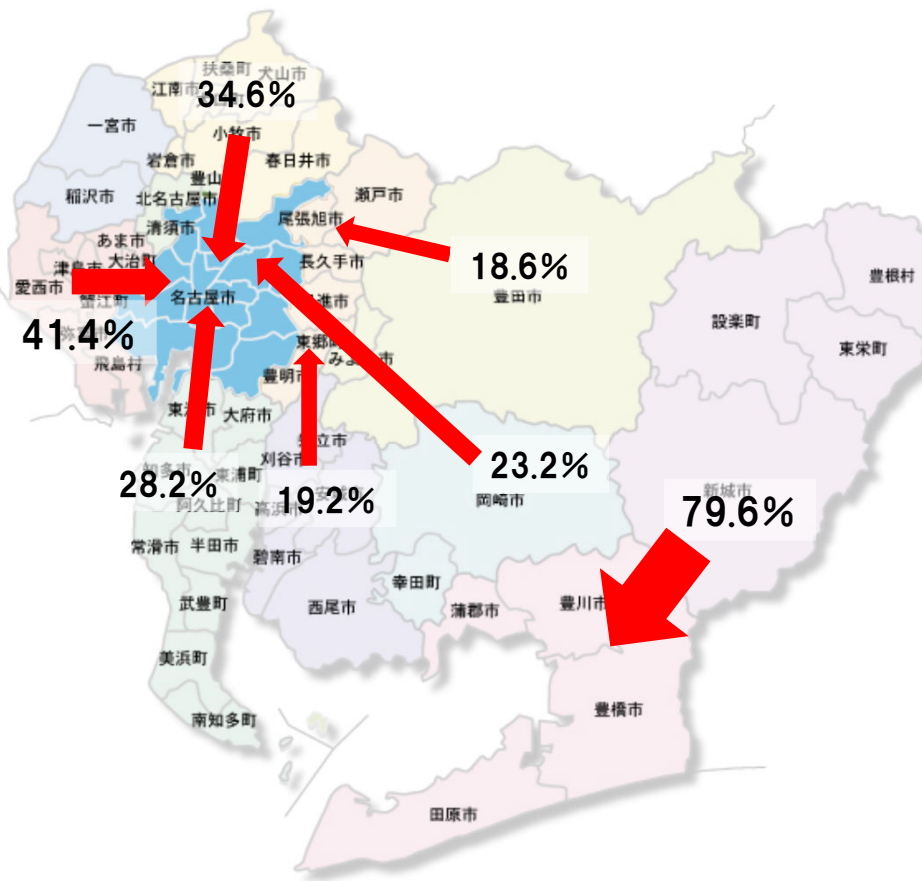 扶桑町
犬山市
江南市
34.6%
一宮市
小牧市
岩倉市
春日井市
豊山
瀬戸市
稲沢市
北名古屋市
尾張旭市
清須市
あま市
大治町
津島市
長久手市
18.6%
愛西市
蟹江町
名古屋市
豊田市
豊根村
設楽町
41.4%
東郷町
東栄町
飛島村
豊明市
大府市
刈谷市
23.2%
知多市
東浦町
28.2%
19.2%
新城市
阿久比町
高浜市
岡崎市
79.6%
常滑市
半田市
碧南市
幸田町
西尾市
武豊町
蒲郡市
豊川市
美浜町
豊橋市
南知多町
田原市